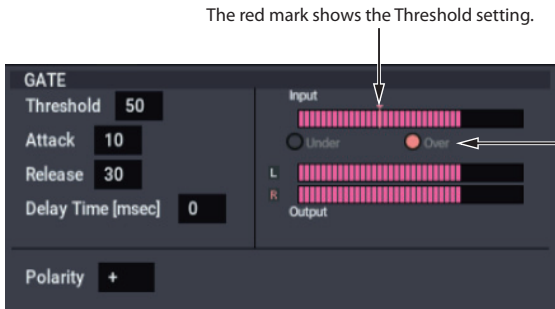 The red mark shows the Threshold setting.
GATE
Threshold 50
Attack 10
Release 30
Delay Time [msec] 0
Polarity +
Input
Under Over
L
R
Output